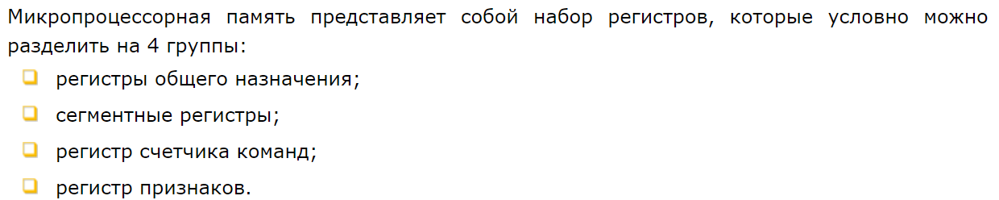 Микропроцессорная память представляет собой набор регистров, которые условно можно
разделить на 4 группы:
регистры общего назначения;
сегментные регистры;
регистр счетчика команд;
регистр признаков.